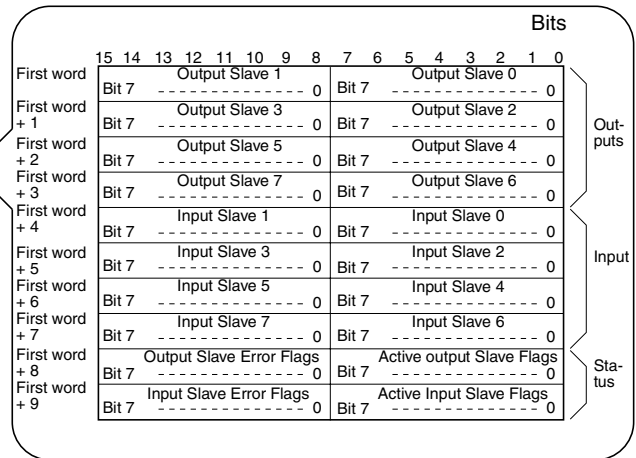 Bits
15 14 13 12 11 10 9 8 7 6 5 4 3 2 1 0
First word Output Slave 1 Output Slave 0
Bit 7 - - - - - - - - - - - - - - - 0 Bit 7 - - - - - - - - - - - - - - - 0
First word Output Slave 3 Output Slave 2
+ 1 Bit 7 - - - - - - - - - - - - - - - 0 Bit 7 - - - - - - - - - - - - - - - 0 Out-
First word Output Slave 5 Output Slave 4 puts
+ 2 Bit 7 - - - - - - - - - - - - - - - 0 Bit 7 - - - - - - - - - - - - - - - 0
First word Output Slave 7 Output Slave 6
+ 3 Bit 7 - - - - - - - - - - - - - - - 0 Bit 7 - - - - - - - - - - - - - - - 0
First word Input Slave 1 Input Slave 0
+ 4 Bit 7 - - - - - - - - - - - - - - - 0 Bit 7 - - - - - - - - - - - - - - - 0
First word Input Slave 3 Input Slave 2 Input
+ 5 Bit 7 - - - - - - - - - - - - - - - 0 Bit 7 - - - - - - - - - - - - - - - 0
First word Input Slave 5 Input Slave 4
+ 6 Bit 7 - - - - - - - - - - - - - - - 0 Bit 7 - - - - - - - - - - - - - - - 0
First word Input Slave 7 Input Slave 6
+ 7 Bit 7 - - - - - - - - - - - - - - - 0 Bit 7 - - - - - - - - - - - - - - - 0
First word Output Slave Error Flags Active output Slave Flags Sta-
+ 8 Bit 7 - - - - - - - - - - - - - - - 0 Bit 7 - - - - - - - - - - - - - - - 0 tus
First word Input Slave Error Flags Active Input Slave Flags
+ 9 Bit 7 - - - - - - - - - - - - - - - 0 Bit 7 - - - - - - - - - - - - - - - 0